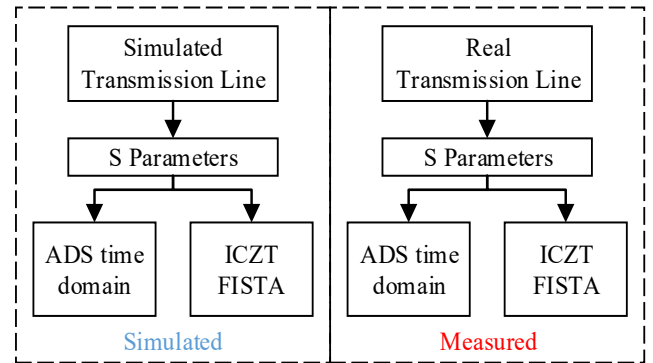 Simulated
Transmission Line
S Parameters
ADS time
domain
ICZT
FISTA
Simulated
Real
Transmission Line
S Parameters
ADS time
domain
ICZT
FISTA
Measured